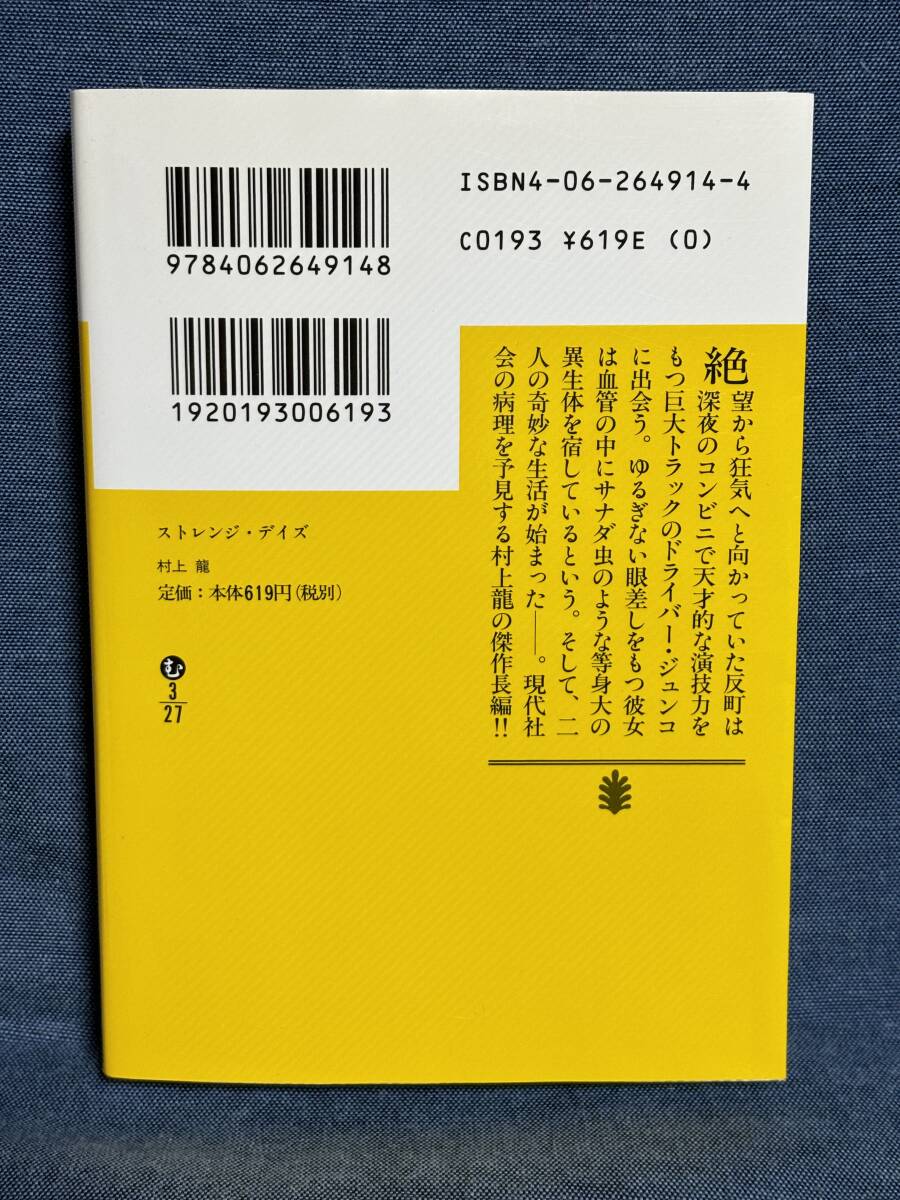 9784062649148
ISBN4-06-264914-4
C0193 ¥619E (0)
1920193006193
絶望から狂気へと向かっていた反町は
深夜のコンビニで天才的な演技力を
もつ巨大トラックのドライバー・ジュンコ
に出会う。ゆるぎない眼差しをもつ彼女
は血管の中にサナダ虫のような等身大の
異生体を宿しているという。そして、二
人の奇妙な生活が始まった――。現代社
会の病理を予見する村上龍の傑作長編!!
ストレンジ・デイズ
村上 龍
定価：本体619円（税別）
む
3
27